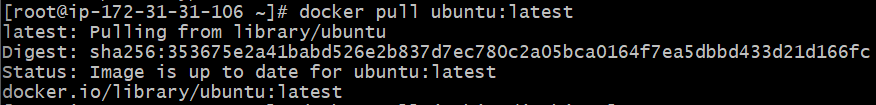 [root@ip-172-31-31-106 ~]# docker pull ubuntu:latest
latest: Pulling from library/ubuntu
Digest: sha256:353675e2a41babd526e2b837d7ec780c2a05bca0164f7ea5dbbd433d21d166fc
Status: Image is up to date for ubuntu:latest
docker.io/library/ubuntu:latest